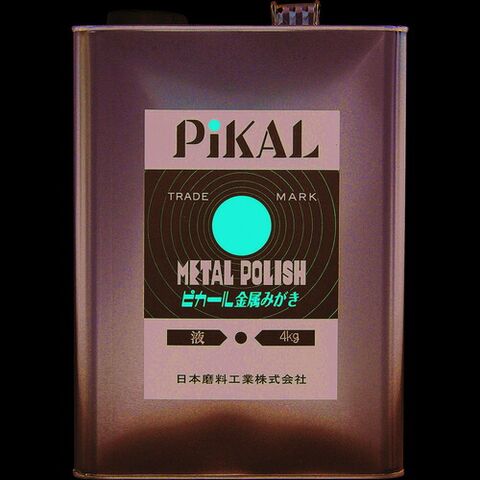 PiKAL
TRADE MARK
METAL POLISH
ピカール金属みがき
液 4kg
日本磨料工業株式会社